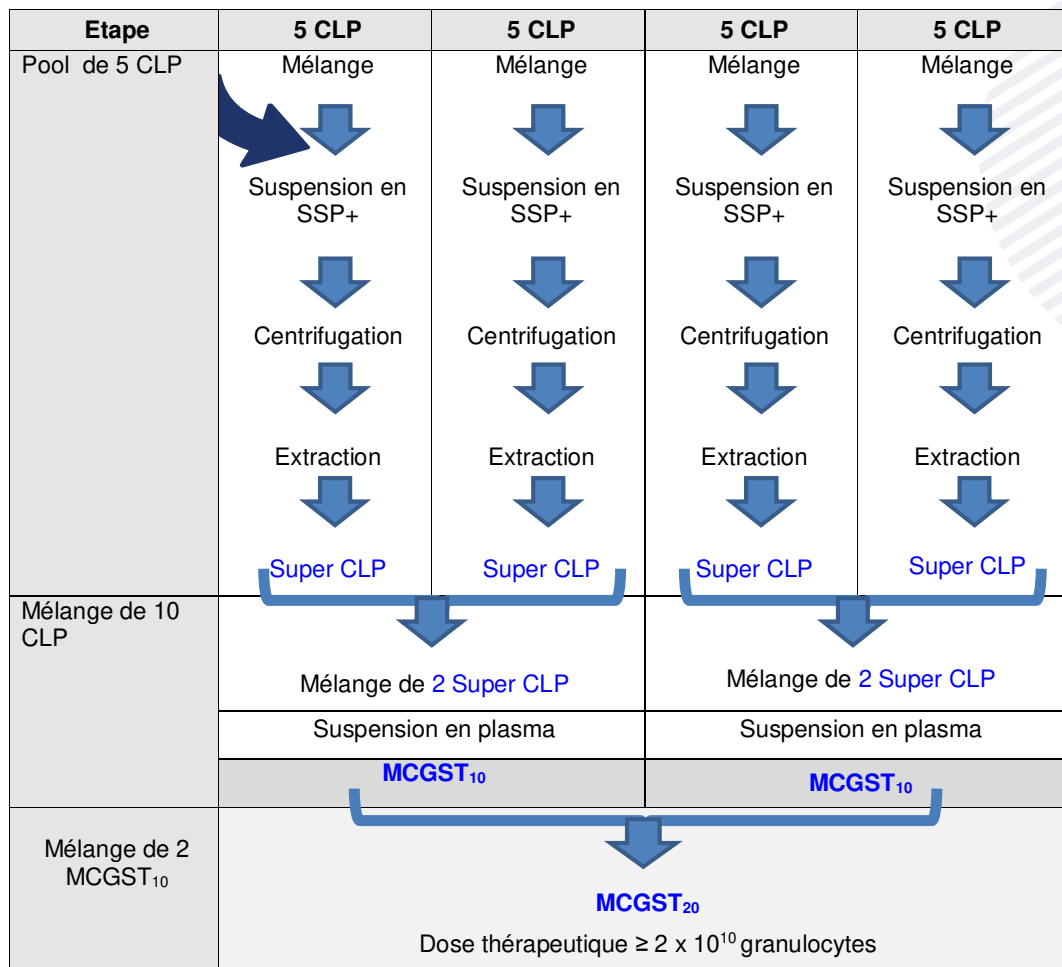 Etape 5 CLP 5 CLP 5 CLP 5 CLP
Pool de 5 CLP Mélange Mélange Mélange Mélange
Suspension en Suspension en Suspension en Suspension en
SSP+ SSP+ SSP+ SSP+
Centrifugation Centrifugation Centrifugation Centrifugation
Extraction Extraction Extraction Extraction
Super CLP Super CLP Super CLP Super CLP
Mélange de 10
CLP
Mélange de 2 Super CLP Mélange de 2 Super CLP
Suspension en plasma Suspension en plasma
MCGST₁₀ MCGST₁₀
Mélange de 2
MCGST₁₀
MCGST₂₀
Dose thérapeutique ≥ 2 x 10¹⁰ granulocytes